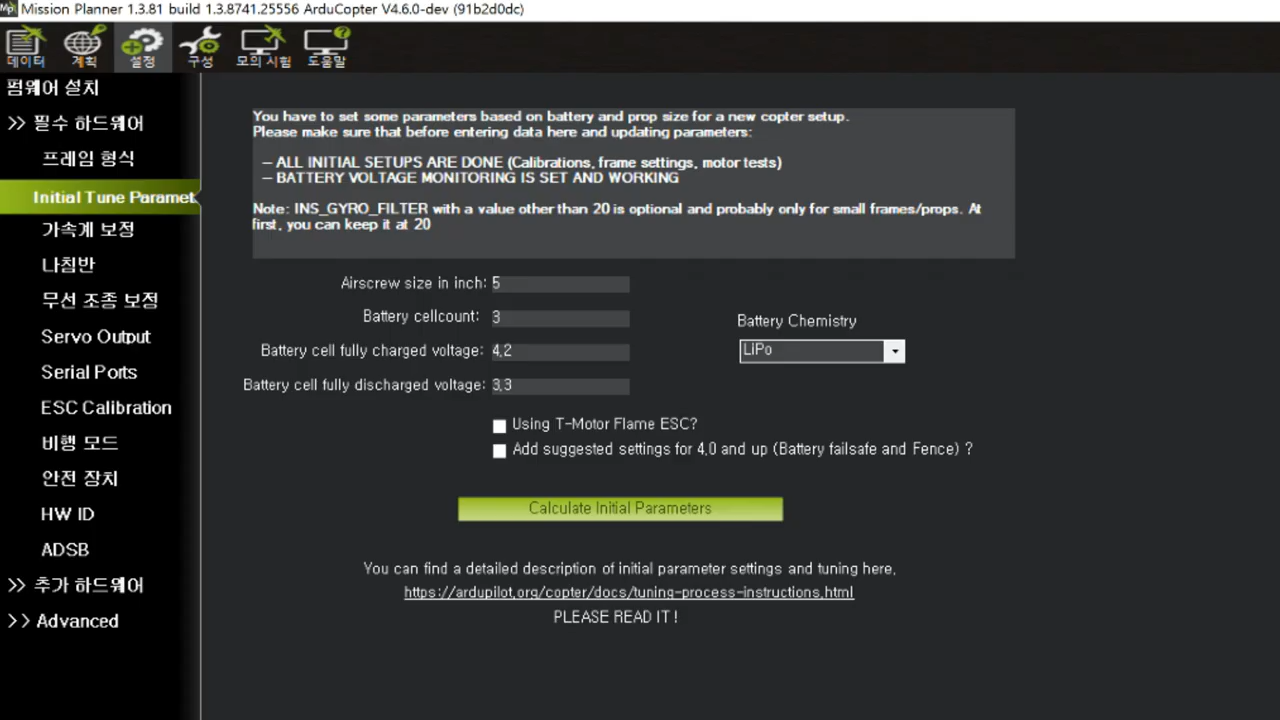 Mission Planner 1.3.81 build 1.3.8741.25556 ArduCopter V4.6.0-dev (91b2d0dc)
데이터 계획 설정 구성 모의 시험 도움말
펌웨어 설치
>> 필수 하드웨어
프레임 형식
Initial Tune Paramet
가속계 보정
나침반
무선 조종 보정
Servo Output
Serial Ports
ESC Calibration
비행 모드
안전 장치
HW ID
ADSB
>> 추가 하드웨어
>> Advanced
You have to set some parameters based on battery and prop size for a new copter setup.
Please make sure that before entering data here and updating parameters:
- ALL INITIAL SETUPS ARE DONE (Calibrations, frame settings, motor tests)
- BATTERY VOLTAGE MONITORING IS SET AND WORKING
Note: INS_GYRO_FILTER with a value other than 20 is optional and probably only for small frames/props. At
first, you can keep it at 20
Airscrew size in inch: 5
Battery cellcount: 3
Battery cell fully charged voltage: 4.2
Battery cell fully discharged voltage: 3.3
Battery Chemistry
LiPo
Using T-Motor Flame ESC?
Add suggested settings for 4.0 and up (Battery failsafe and Fence) ?
Calculate Initial Parameters
You can find a detailed description of initial parameter settings and tuning here.
https://ardupilot.org/copter/docs/tuning-process-instructions.html
PLEASE READ IT !